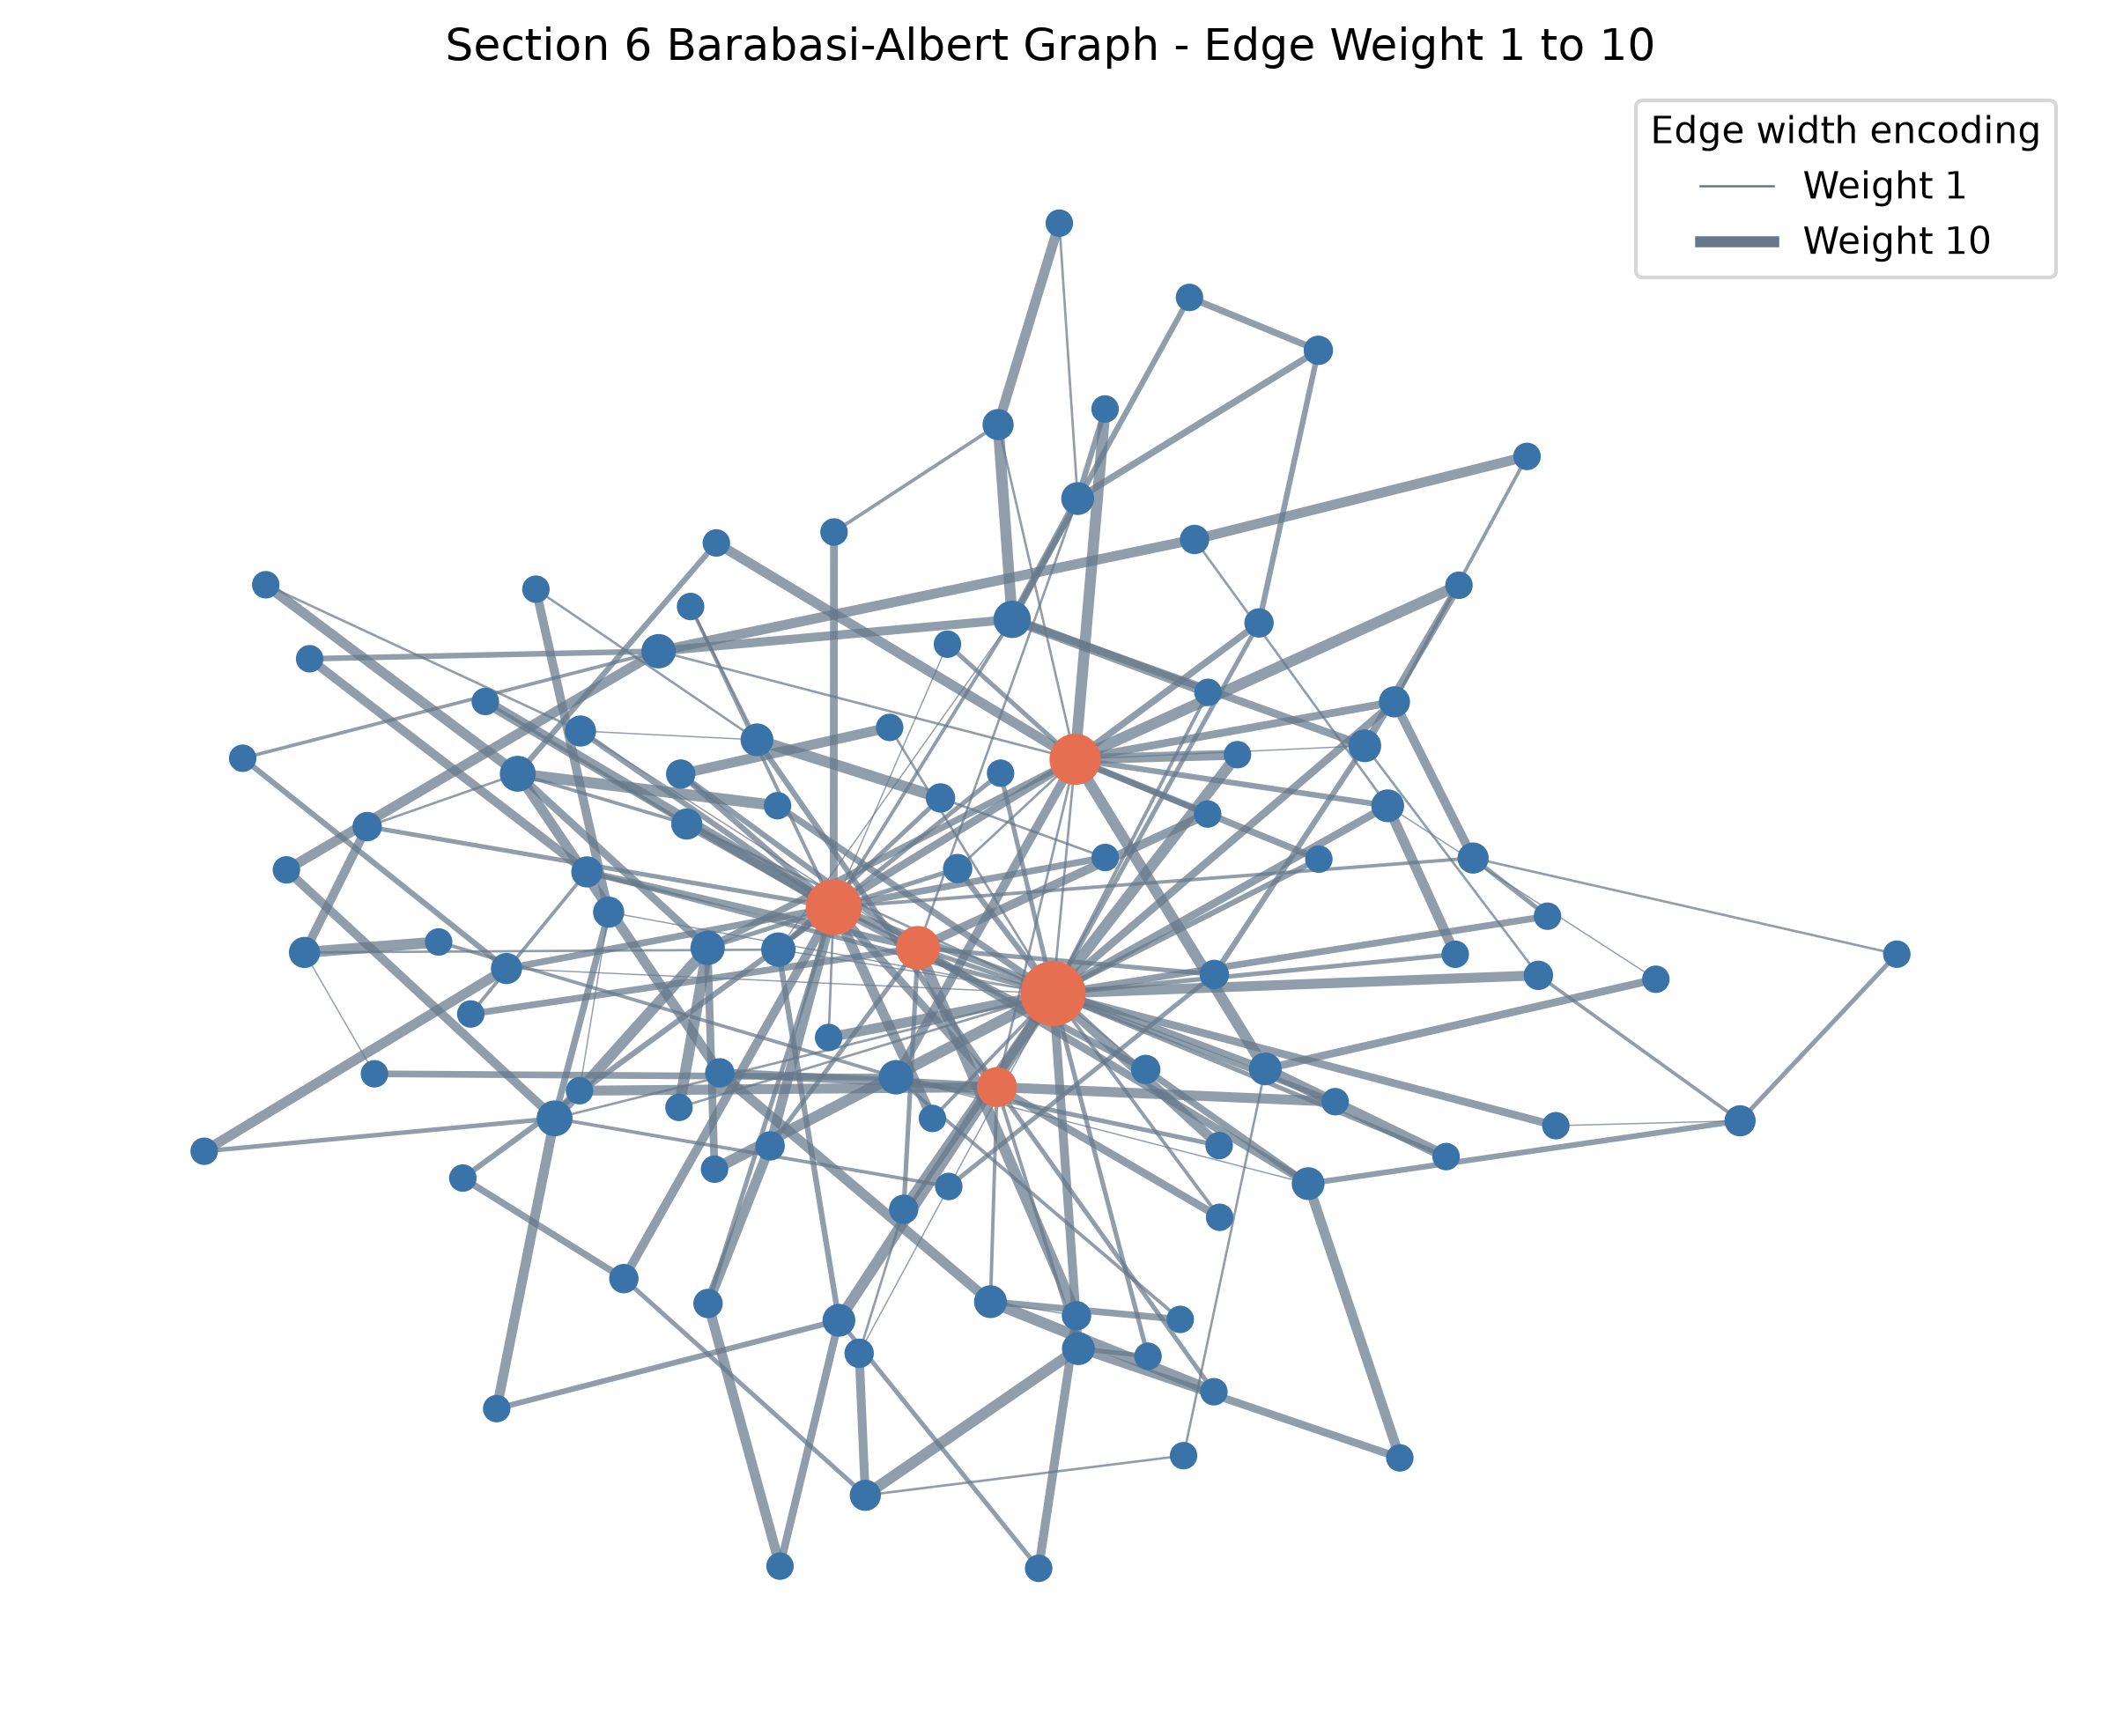 Section 6 Barabasi-Albert Graph - Edge Weight 1 to 10
Edge width encoding
Weight 1
Weight 10